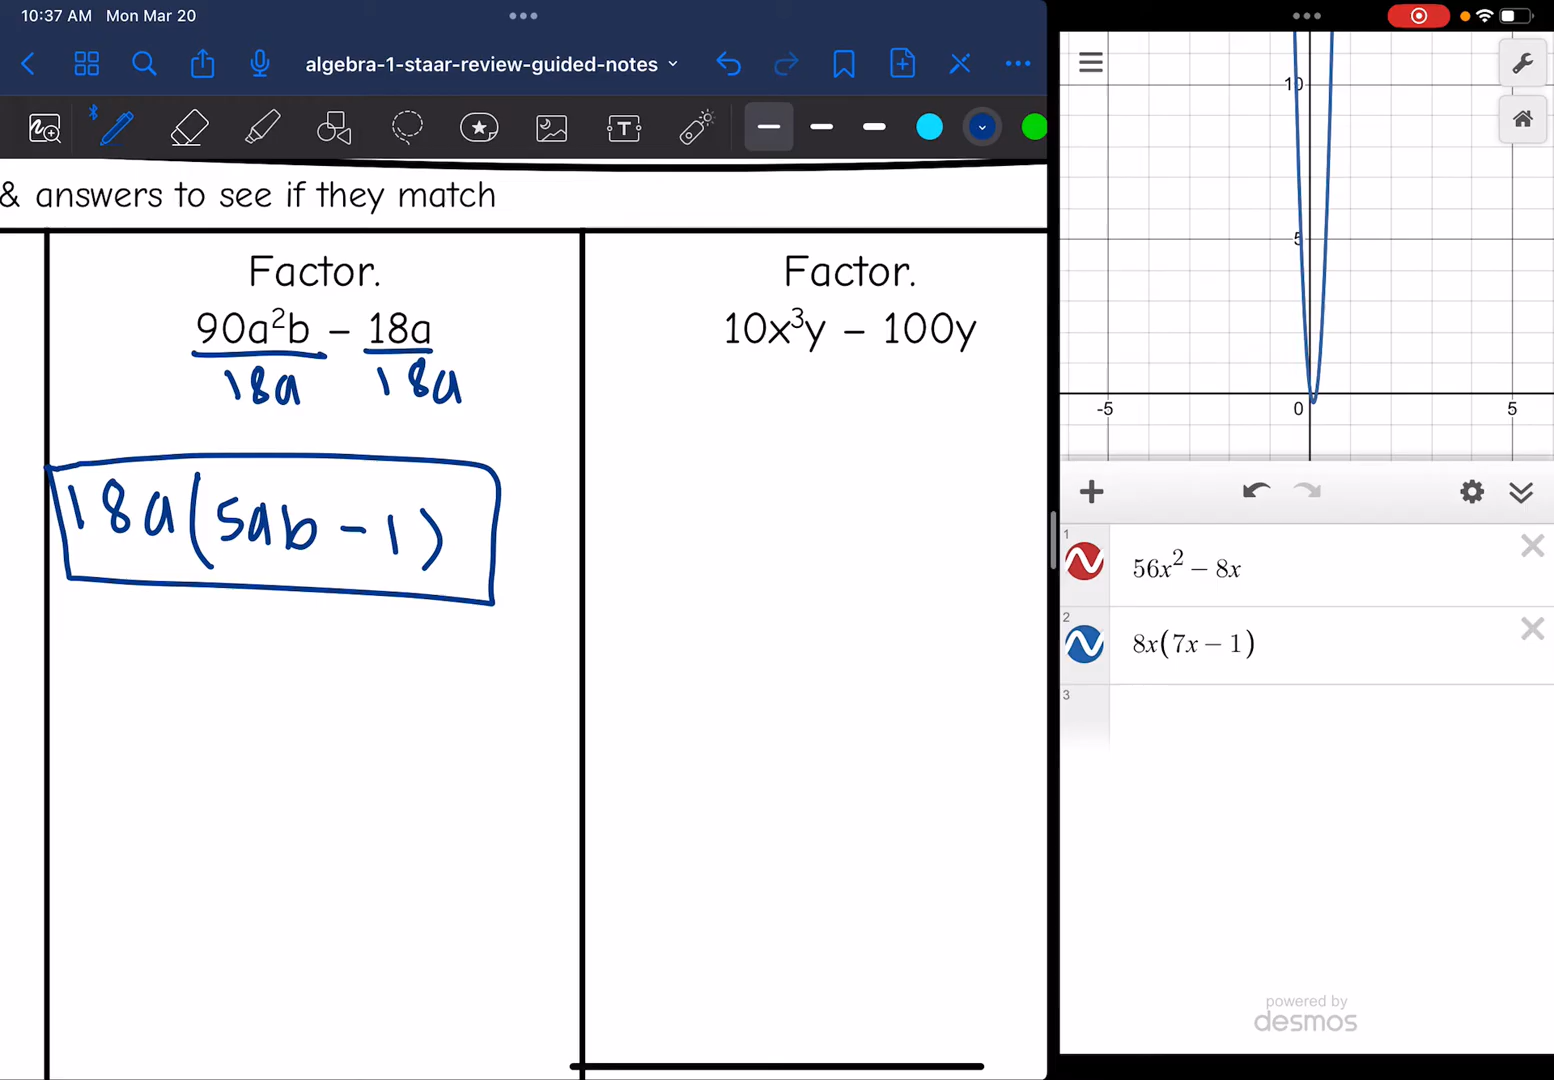 10:37 AM Mon Mar 20
algebra-1-staar-review-guided-notes
T
& answers to see if they match
Factor.
90a²b – 18a
18a 18a
18a(5ab – 1)
Factor.
10x³y – 100y
10
5
-5 0 5
1
56x² – 8x
2
8x(7x – 1)
3
powered by
desmos